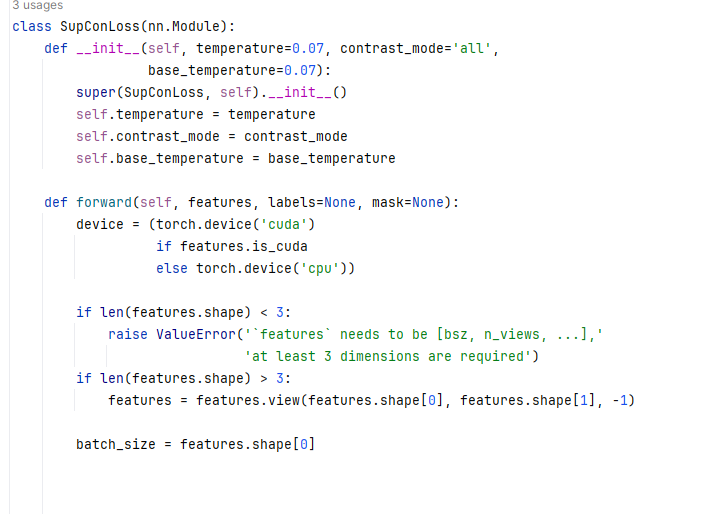 3 usages
class SupConLoss(nn.Module):
    def __init__(self, temperature=0.07, contrast_mode='all',
                 base_temperature=0.07):
        super(SupConLoss, self).__init__()
        self.temperature = temperature
        self.contrast_mode = contrast_mode
        self.base_temperature = base_temperature

    def forward(self, features, labels=None, mask=None):
        device = (torch.device('cuda')
                  if features.is_cuda
                  else torch.device('cpu'))

        if len(features.shape) < 3:
            raise ValueError('`features` needs to be [bsz, n_views, ...],'
                             'at least 3 dimensions are required')
        if len(features.shape) > 3:
            features = features.view(features.shape[0], features.shape[1], -1)

        batch_size = features.shape[0]